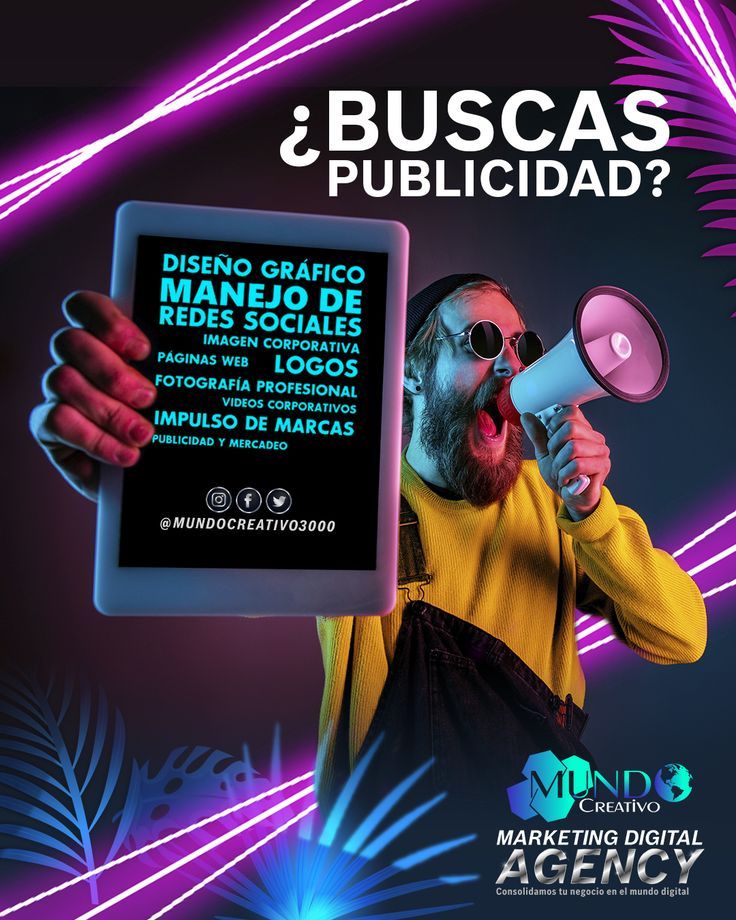 ¿BUSCAS
PUBLICIDAD?
DISEÑO GRÁFICO
MANEJO DE
REDES SOCIALES
IMAGEN CORPORATIVA
PÁGINAS WEB LOGOS
FOTOGRAFÍA PROFESIONAL
VIDEOS CORPORATIVOS
IMPULSO DE MARCAS
PUBLICIDAD Y MERCADEO
@MUNDOCREATIVO3000
MUNDO
CREATIVO
MARKETING DIGITAL
AGENCY
Consolidamos tu negocio en el mundo digital